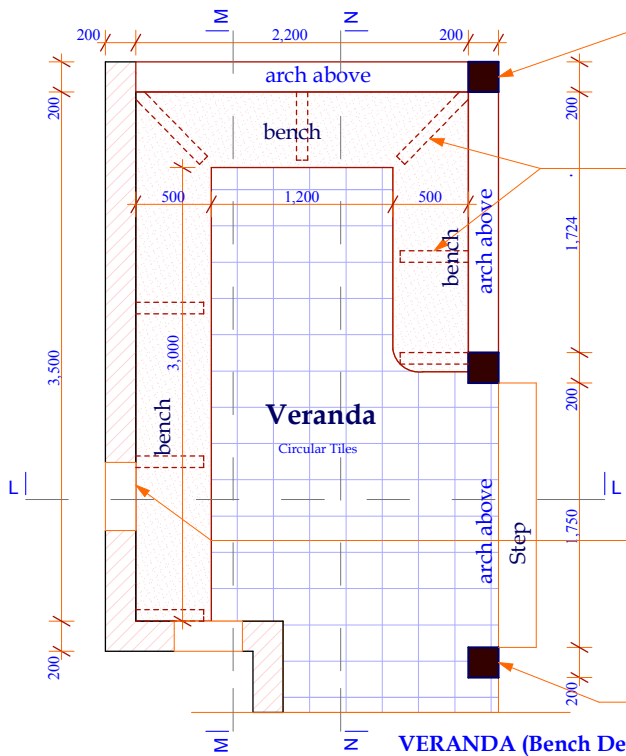 M
N
200
2,200
200
arch above
200
bench
200
500
1,200
500
arch above
1,724
bench
3,500
3,000
Veranda
Circular Tiles
bench
200
L
L
arch above
Step
1,750
200
200
M
N
VERANDA (Bench De